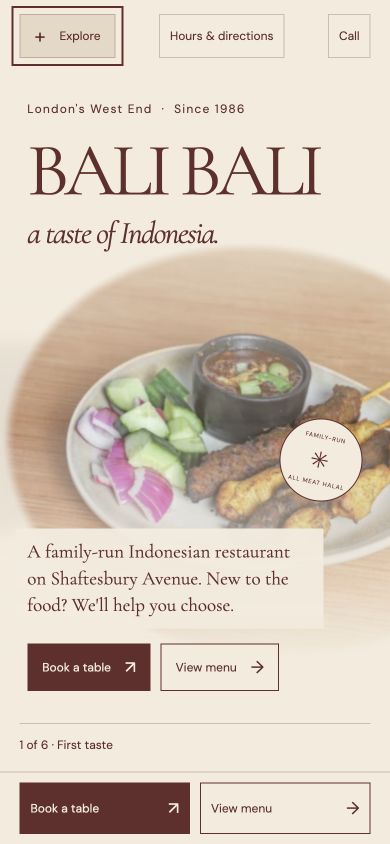 + Explore
Hours & directions
Call
London's West End · Since 1986
BALI BALI
a taste of Indonesia.
FAMILY-RUN
ALL MEAT HALAL
A family-run Indonesian restaurant
on Shaftesbury Avenue. New to the
food? We'll help you choose.
Book a table
View menu
1 of 6 · First taste
Book a table
View menu